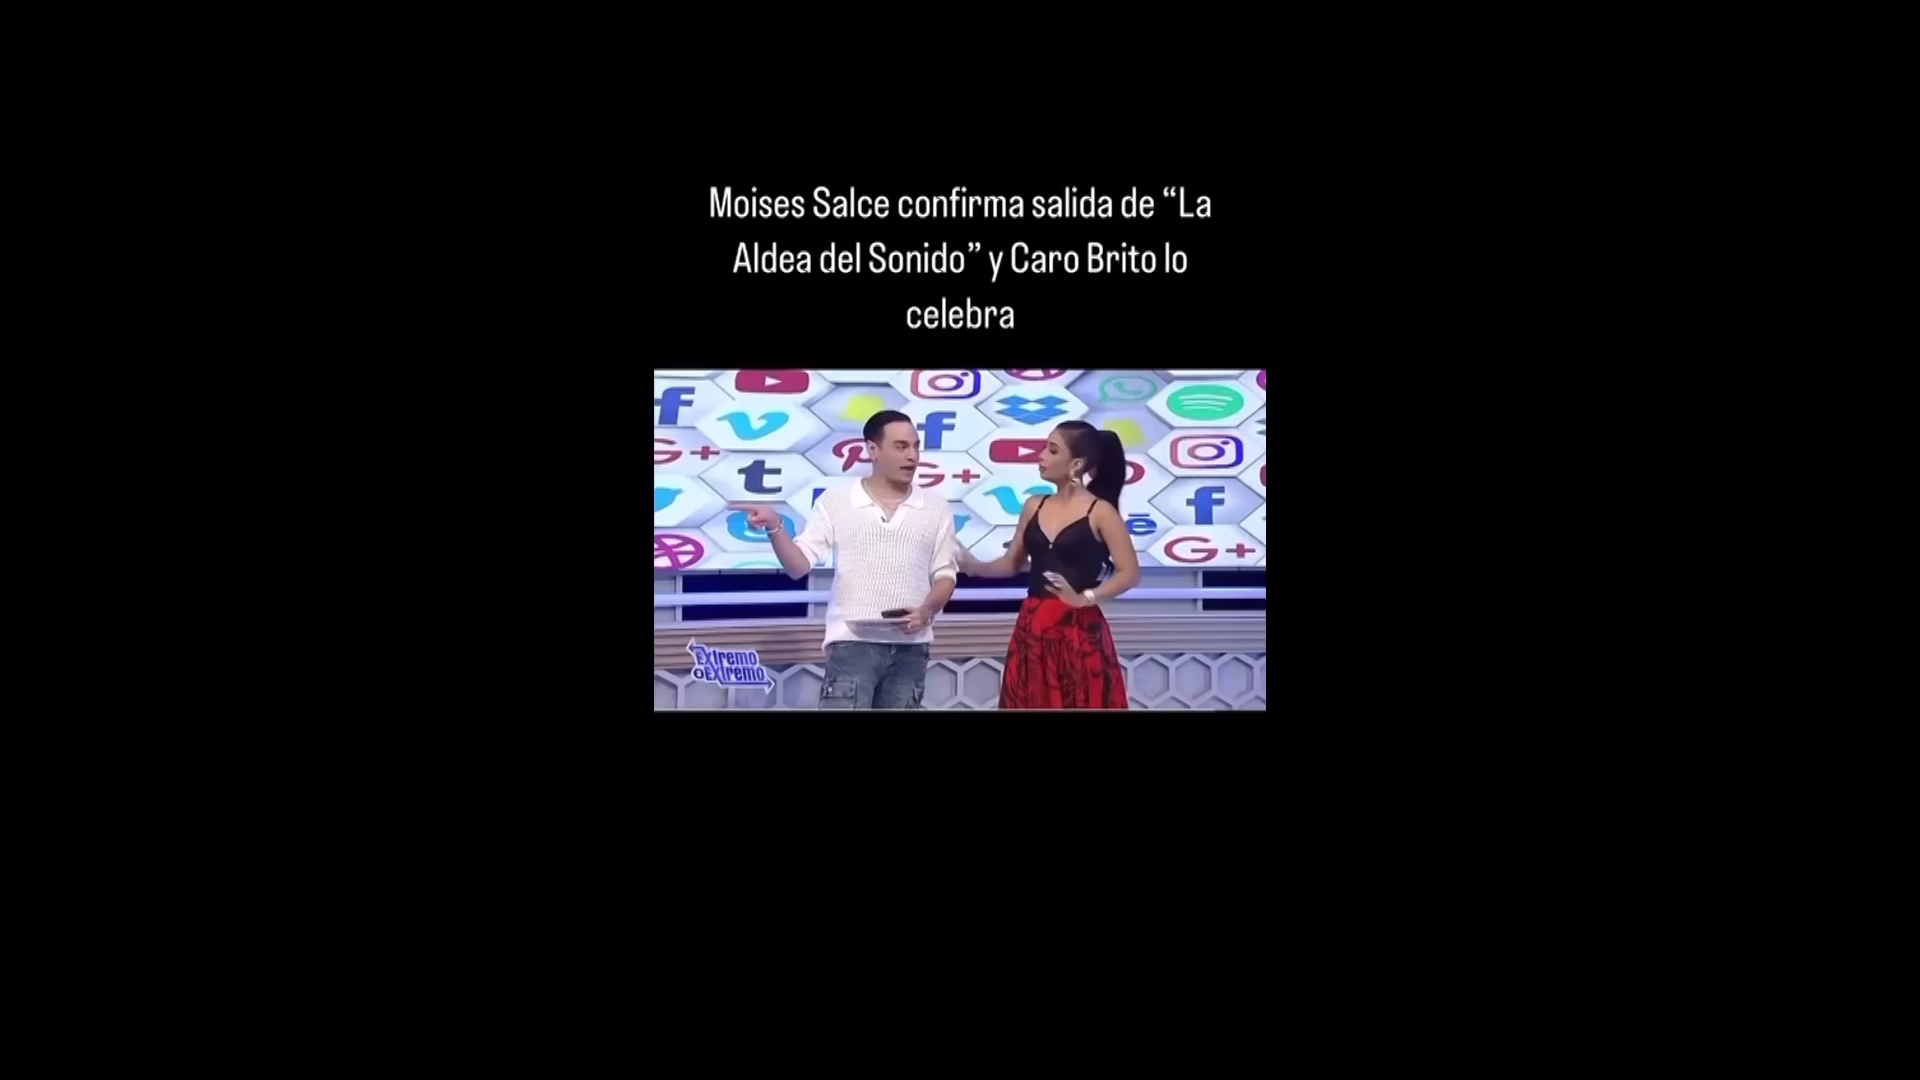 Moises Salce confirma salida de “La
Aldea del Sonido” y Caro Brito lo
celebra
Extremo
a Extremo